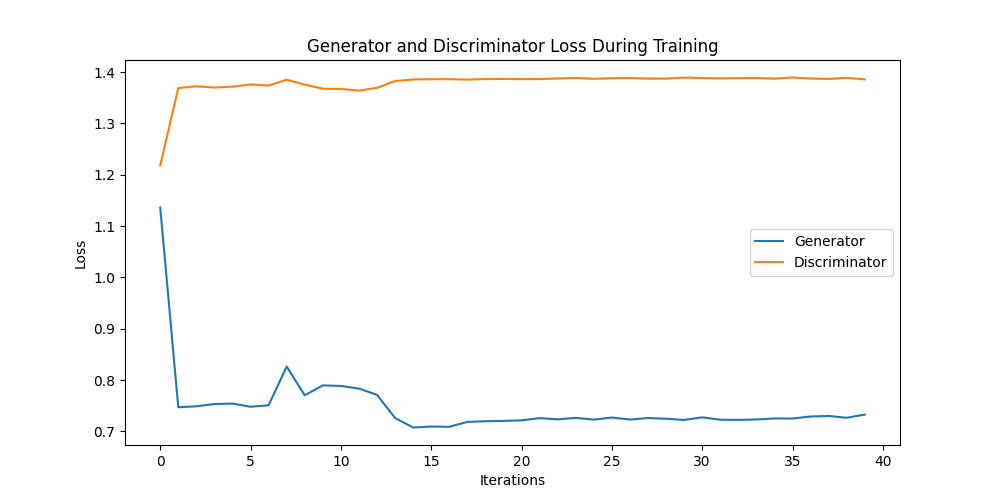 Generator and Discriminator Loss During Training
1.4
1.3
1.2
1.1
1.0
0.9
0.8
0.7
Loss
Generator
Discriminator
0 5 10 15 20 25 30 35 40
Iterations